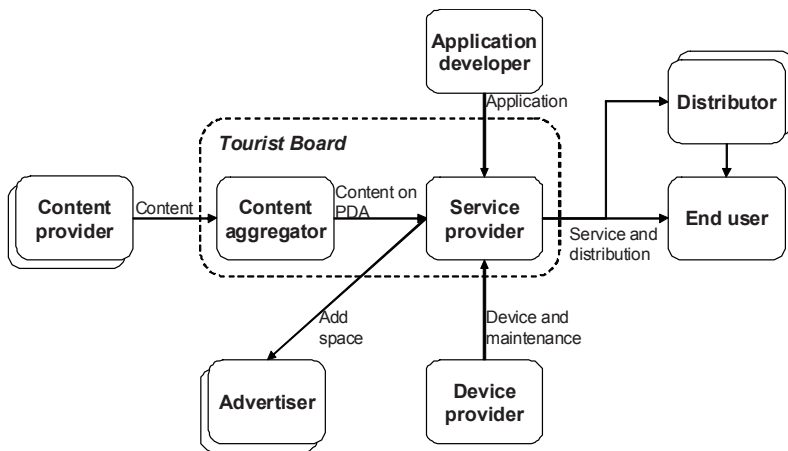 Application
developer
Application
Distributor
Tourist Board
Content
provider
Content
Content
aggregator
Content on
PDA
Service
provider
Service and
distribution
End user
Add
space
Device and
maintenance
Advertiser
Device
provider